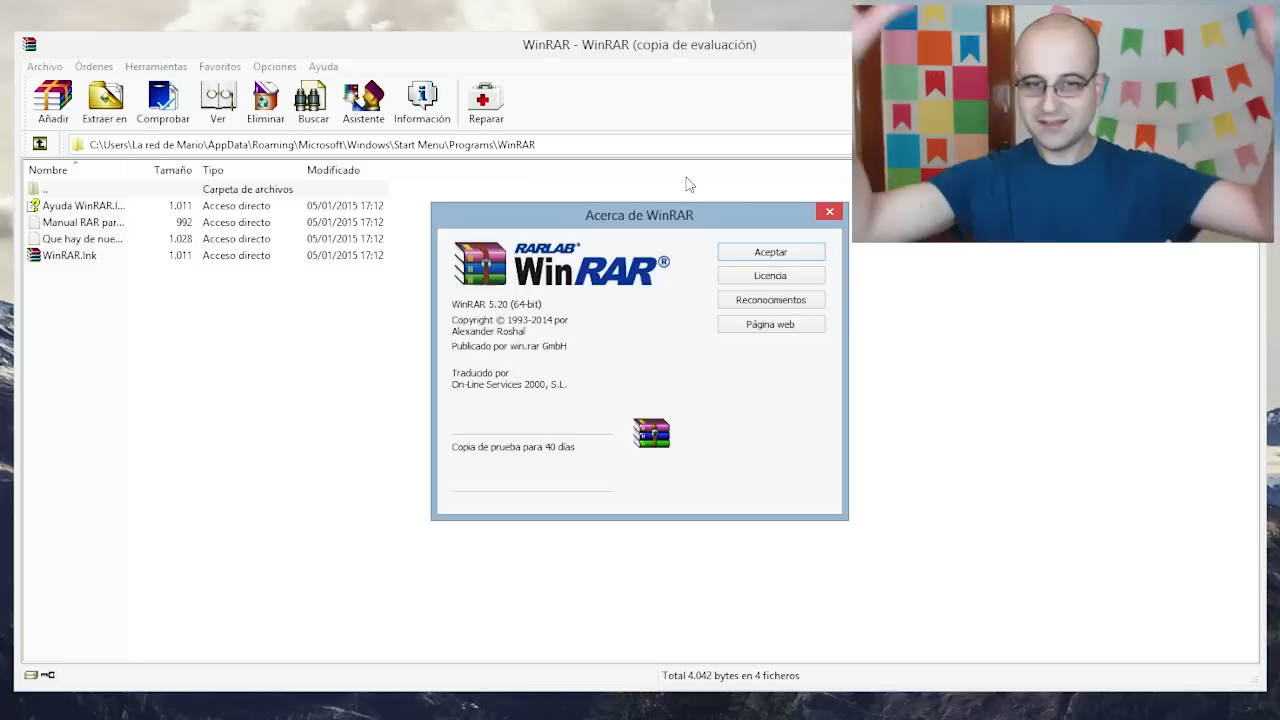 WinRAR - WinRAR (copia de evaluación)
Archivo Órdenes Herramientas Favoritos Opciones Ayuda
Añadir Extraer en Comprobar Ver Eliminar Buscar Asistente Información Reparar
C:\Users\La red de Mario\AppData\Roaming\Microsoft\Windows\Start Menu\Programs\WinRAR
Nombre Tamaño Tipo Modificado
.. Carpeta de archivos
Ayuda WinRAR.l... 1.011 Acceso directo 05/01/2015 17:12
Manual RAR par... 992 Acceso directo 05/01/2015 17:12
Que hay de nue... 1.028 Acceso directo 05/01/2015 17:12
WinRAR.lnk 1.011 Acceso directo 05/01/2015 17:12
Acerca de WinRAR
RARLAB®
WinRAR®
WinRAR 5.20 (64-bit)
Copyright © 1993-2014 por
Alexander Roshal
Publicado por win.rar GmbH
Traducido por
On-Line Services 2000, S.L.
Copia de prueba para 40 días
Aceptar
Licencia
Reconocimientos
Página web
Total 4.042 bytes en 4 ficheros